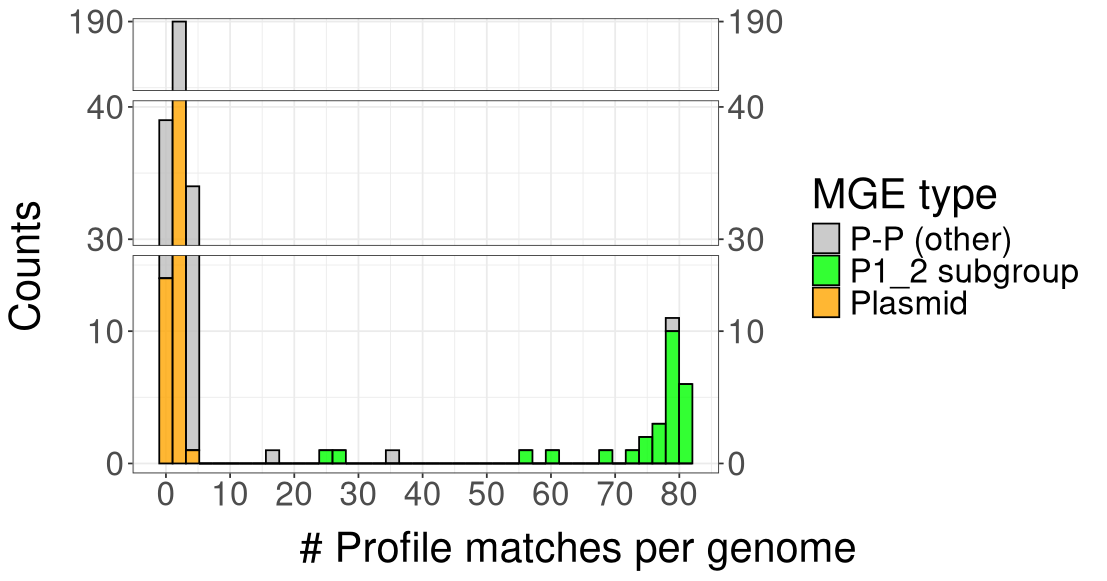 190
190
40
40
30
30
10
10
0
0
Counts
0 10 20 30 40 50 60 70 80
# Profile matches per genome
MGE type
P-P (other)
P1_2 subgroup
Plasmid